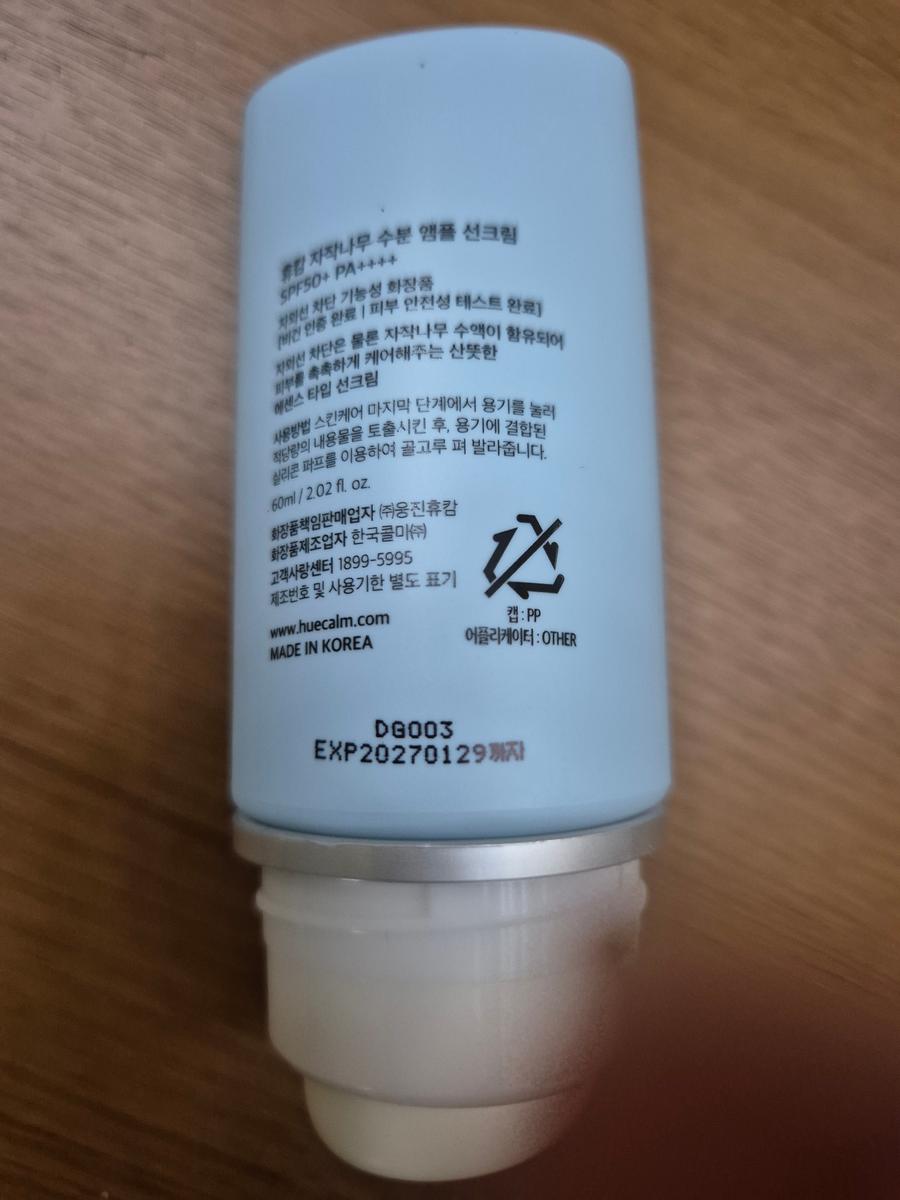 휴캄 자작나무 수분 앰플 선크림
SPF50+ PA++++
자외선 차단 기능성 화장품
[비건 인증 완료 | 피부 안전성 테스트 완료]
자외선 차단은 물론 자작나무 수액이 함유되어
피부를 촉촉하게 케어해주는 산뜻한
에센스 타입 선크림
사용방법 스킨케어 마지막 단계에서 용기를 눌러
적당량의 내용물을 토출시킨 후, 용기에 결합된
실리콘 퍼프를 이용하여 골고루 펴 발라줍니다.
60ml / 2.02 fl. oz.
화장품책임판매업자 ㈜웅진휴캄
화장품제조업자 한국콜마㈜
고객사랑센터 1899-5995
제조번호 및 사용기한 별도 표기
www.huecalm.com
MADE IN KOREA
캡 : PP
어플리케이터 : OTHER
DG003
EXP20270129까지